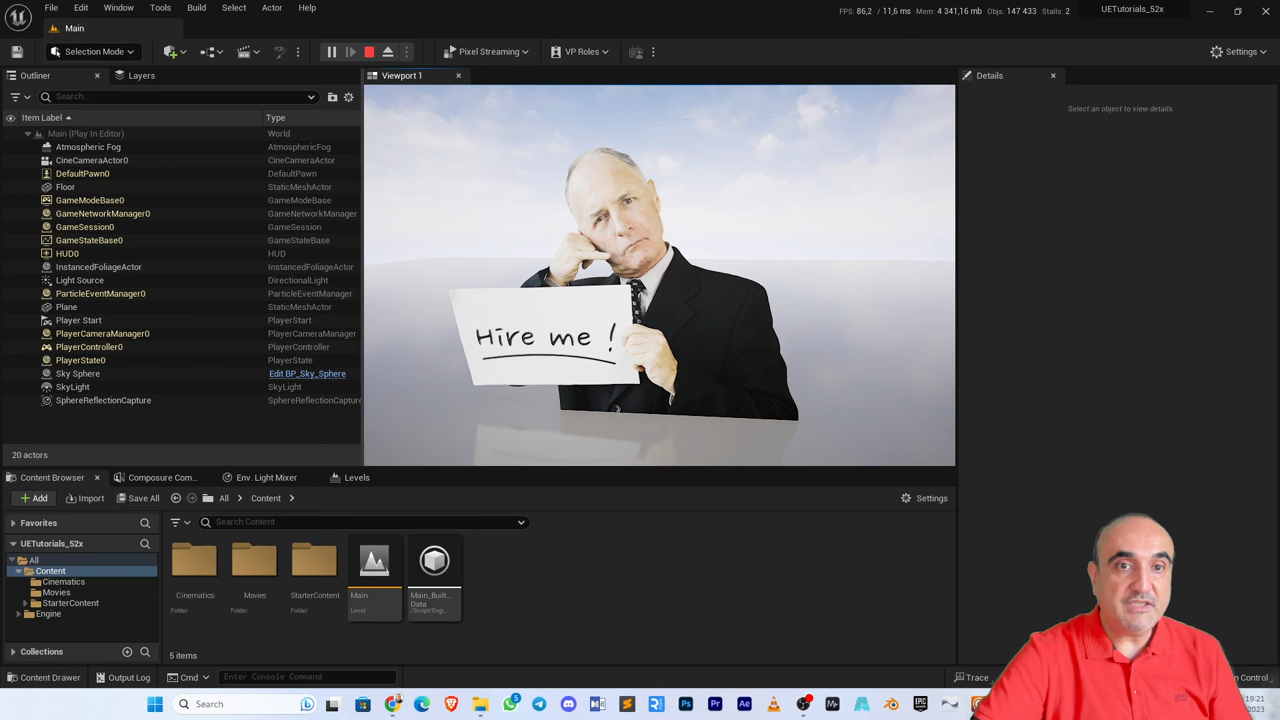 File Edit Window Tools Build Select Actor Help
FPS: 86,2 / 11,6 ms Mem: 4 341,16 mb Objs: 147 433 Stalls: 2
UETutorials_52x
Main
Selection Mode
Pixel Streaming
VP Roles
Settings
Outliner
Layers
Search...
Item Label Type
Main (Play In Editor) World
Atmospheric Fog AtmosphericFog
CineCameraActor0 CineCameraActor
DefaultPawn0 DefaultPawn
Floor StaticMeshActor
GameModeBase0 GameModeBase
GameNetworkManager0 GameNetworkManager
GameSession0 GameSession
GameStateBase0 GameStateBase
HUD0 HUD
InstancedFoliageActor InstancedFoliageActor
Light Source DirectionalLight
ParticleEventManager0 ParticleEventManager
Plane StaticMeshActor
Player Start PlayerStart
PlayerCameraManager0 PlayerCameraManager
PlayerController0 PlayerController
PlayerState0 PlayerState
Sky Sphere Edit BP_Sky_Sphere
SkyLight SkyLight
SphereReflectionCapture SphereReflectionCapture
20 actors
Viewport 1
Hire me !
Details
Select an object to view details.
Content Browser
Composure Com...
Env. Light Mixer
Levels
Add Import Save All All Content
Settings
Favorites
UETutorials_52x
All
Content
Cinematics
Movies
StarterContent
Engine
Collections
Search Content
Cinematics
Folder
Movies
Folder
StarterContent
Folder
Main
Level
Main_Built...
Data
/Script/Engi...
5 items
Content Drawer Output Log Cmd Enter Console Command
Trace
n Control
Search
5
19:21
2023